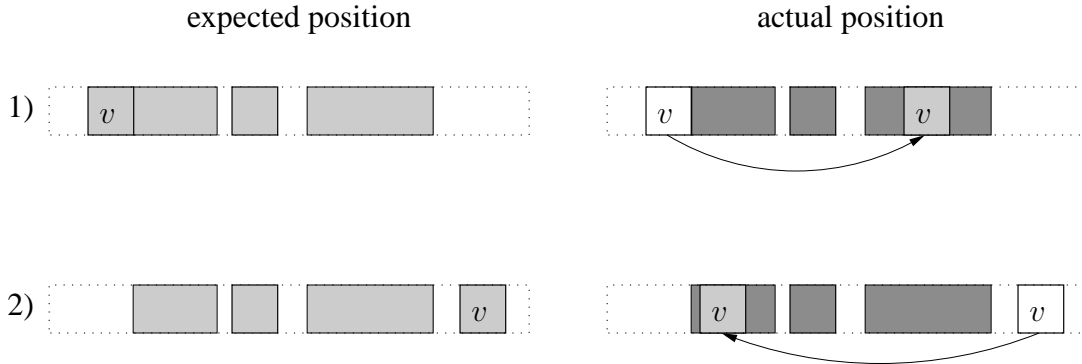 expected position actual position
1) v v v
2) v v v